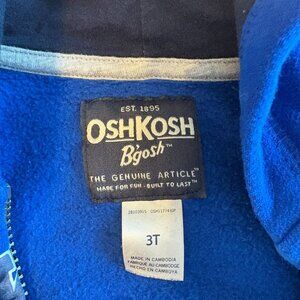 EST. 1895
OSHKOSH
B'gosh™
THE GENUINE ARTICLE™
MADE FOR FUN · BUILT TO LAST™
3T
MADE IN CAMBODIA
FABRIQUÉ AU CAMBODGE
HECHO EN CAMBOYA